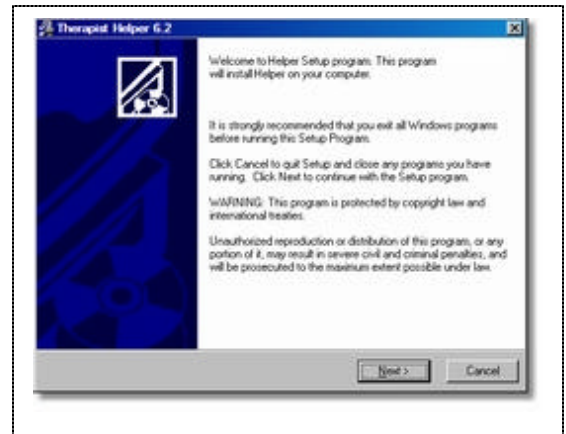 Therapist Helper 6.2
Welcome to Helper Setup program. This program
will install Helper on your computer.
It is strongly recommended that you exit all Windows programs
before running this Setup Program.
Click Cancel to quit Setup and close any programs you have
running. Click Next to continue with the Setup program.
WARNING: This program is protected by copyright law and
international treaties.
Unauthorized reproduction or distribution of this program, or any
portion of it, may result in severe civil and criminal penalties, and
will be prosecuted to the maximum extent possible under law.
Next > Cancel